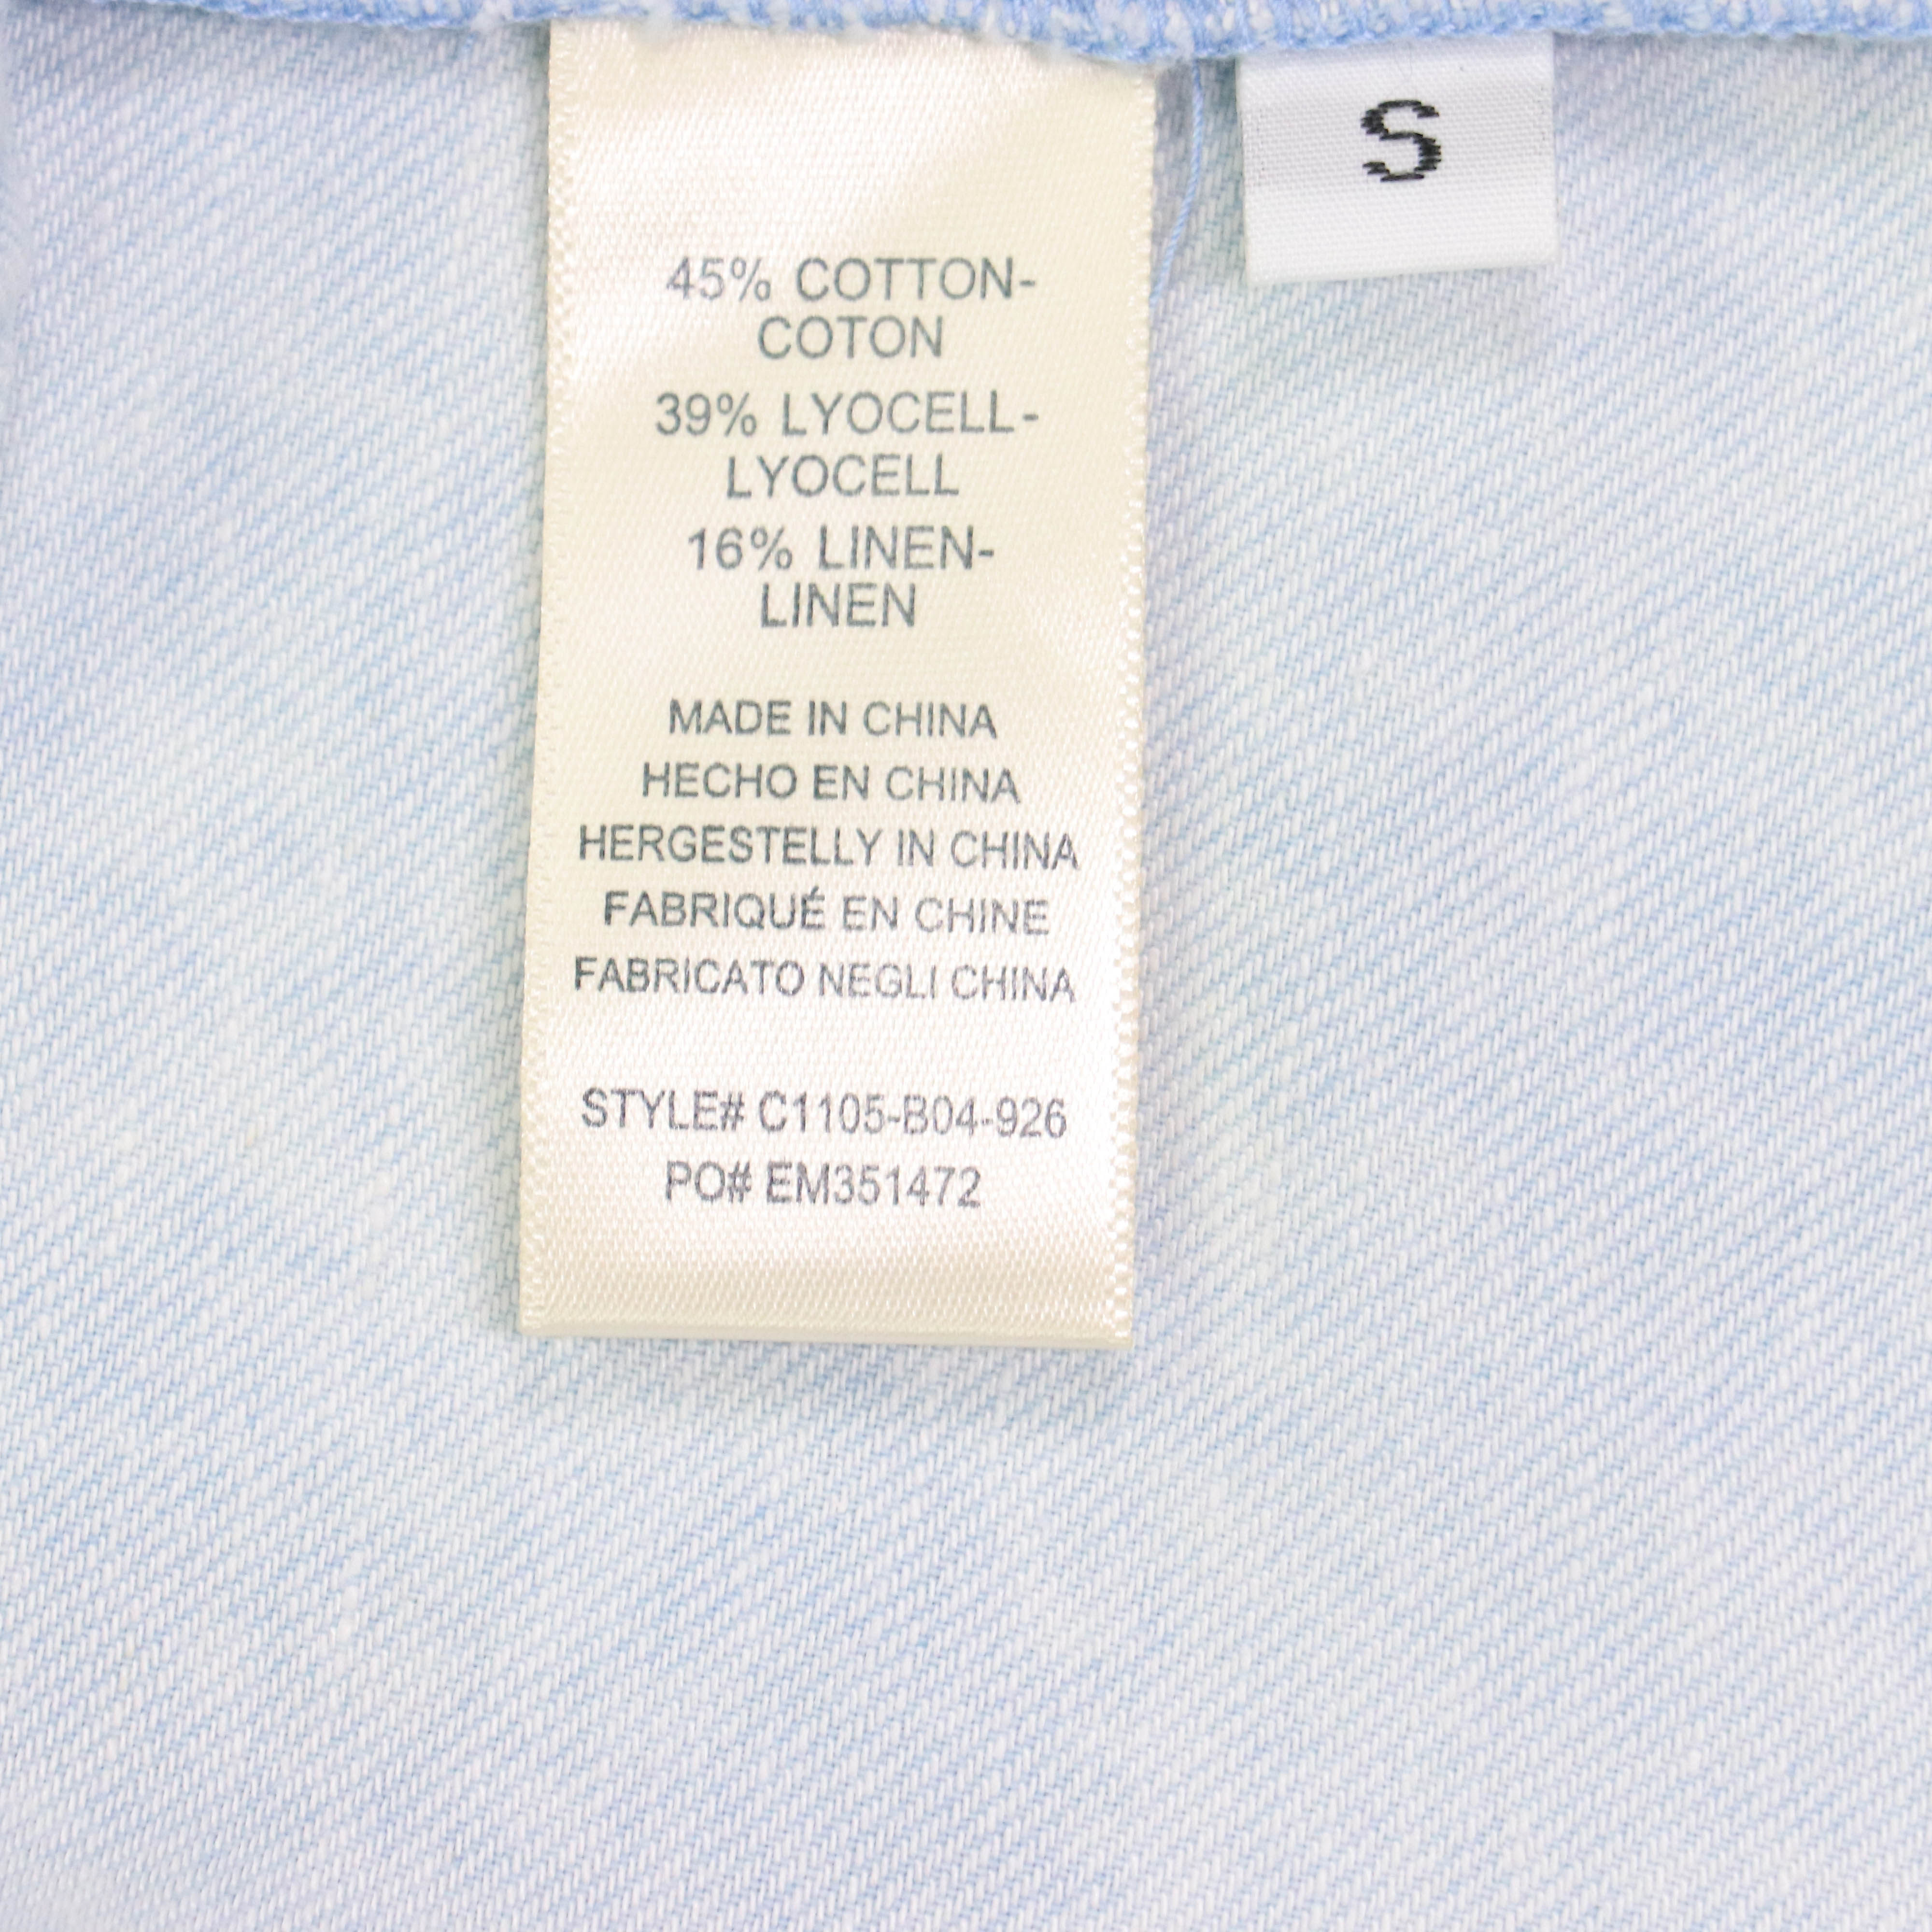 S
45% COTTON-
COTON
39% LYOCELL-
LYOCELL
16% LINEN-
LINEN
MADE IN CHINA
HECHO EN CHINA
HERGESTELLY IN CHINA
FABRIQUÉ EN CHINE
FABRICATO NEGLI CHINA
STYLE# C1105-B04-926
PO# EM351472